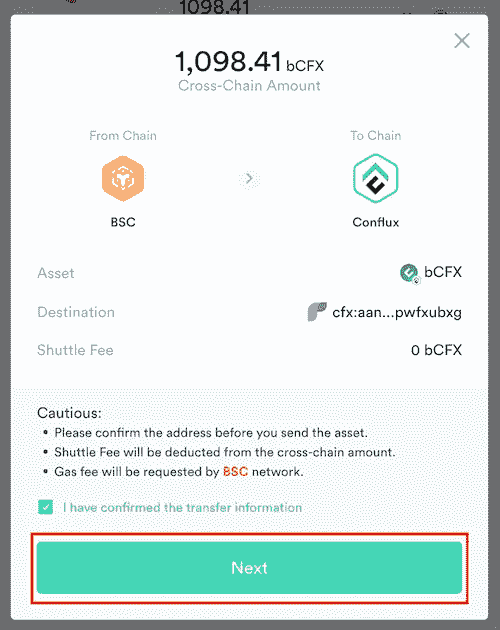 1098.41
1,098.41 bCFX
Cross-Chain Amount
From Chain
To Chain
BSC
Conflux
Asset
bCFX
Destination
cfx:aan...pwfxubxg
Shuttle Fee
0 bCFX
Cautious:
• Please confirm the address before you send the asset.
• Shuttle Fee will be deducted from the cross-chain amount.
• Gas fee will be requested by BSC network.
I have confirmed the transfer information
Next